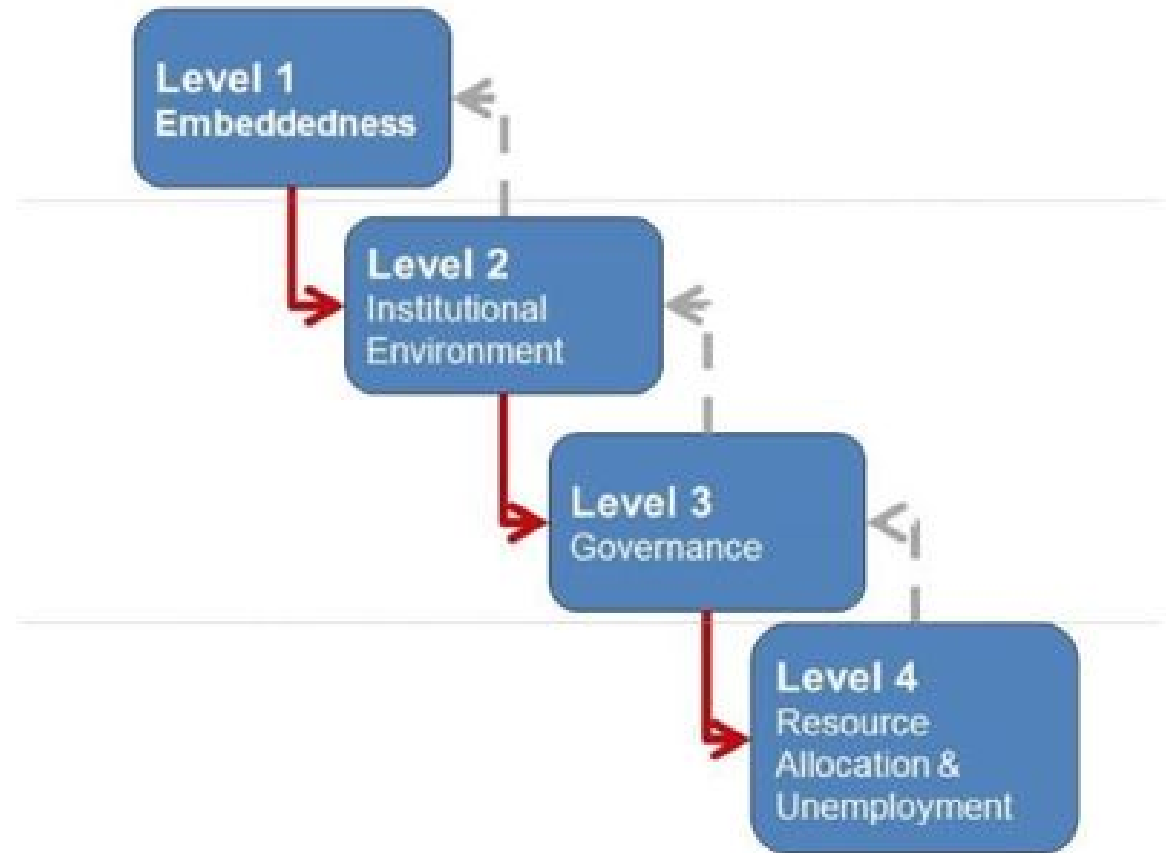 Level 1
Embeddedness
Level 2
Institutional
Environment
Level 3
Governance
Level 4
Resource
Allocation &
Unemployment